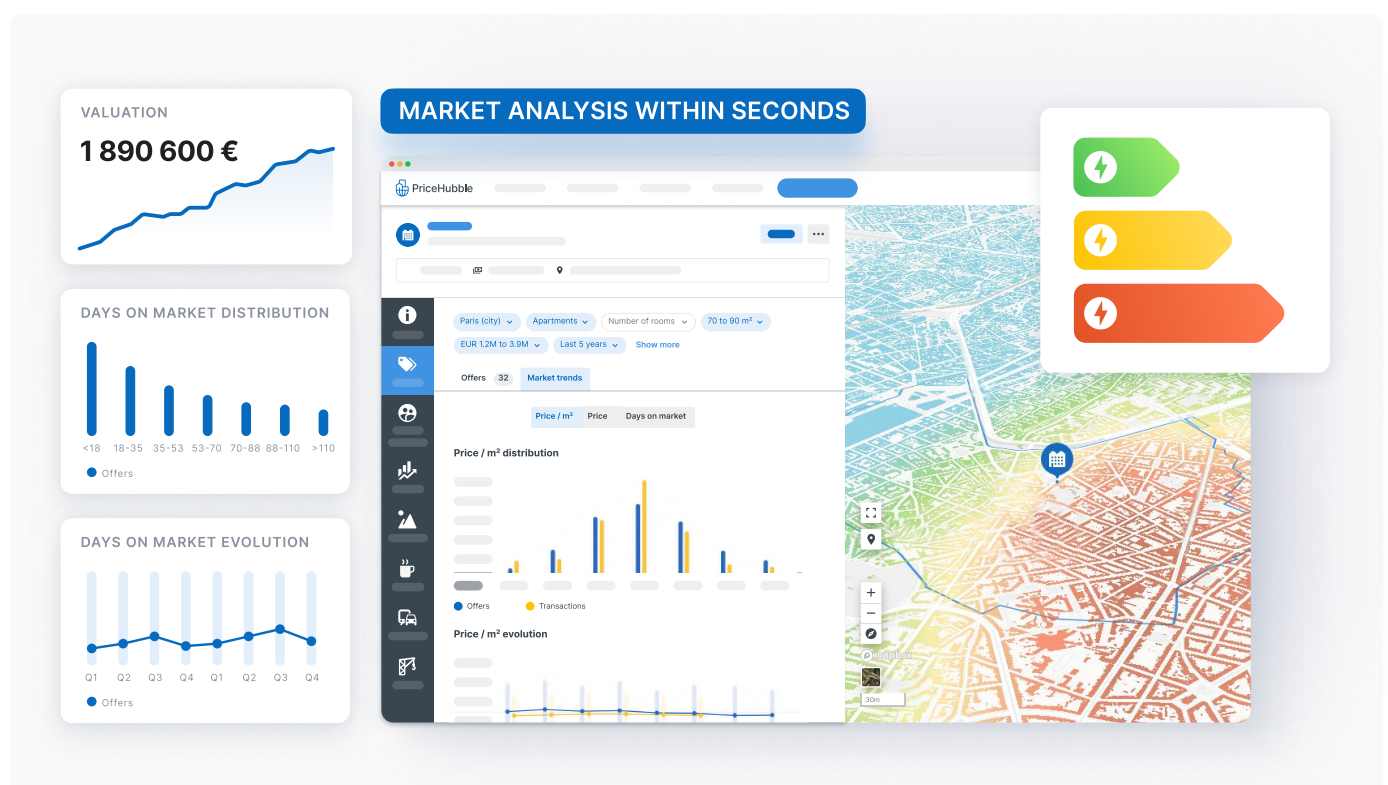 VALUATION
1 890 600 €
DAYS ON MARKET DISTRIBUTION
<18 18-35 35-53 53-70 70-88 88-110 >110
Offers
DAYS ON MARKET EVOLUTION
Q1 Q2 Q3 Q4 Q1 Q2 Q3 Q4
Offers
MARKET ANALYSIS WITHIN SECONDS
PriceHubble
Paris (city) Apartments Number of rooms 70 to 90 m²
EUR 1.2M to 3.9M Last 5 years Show more
Offers 32 Market trends
Price / m² Price Days on market
Price / m² distribution
Offers Transactions
Price / m² evolution
mapbox
30m